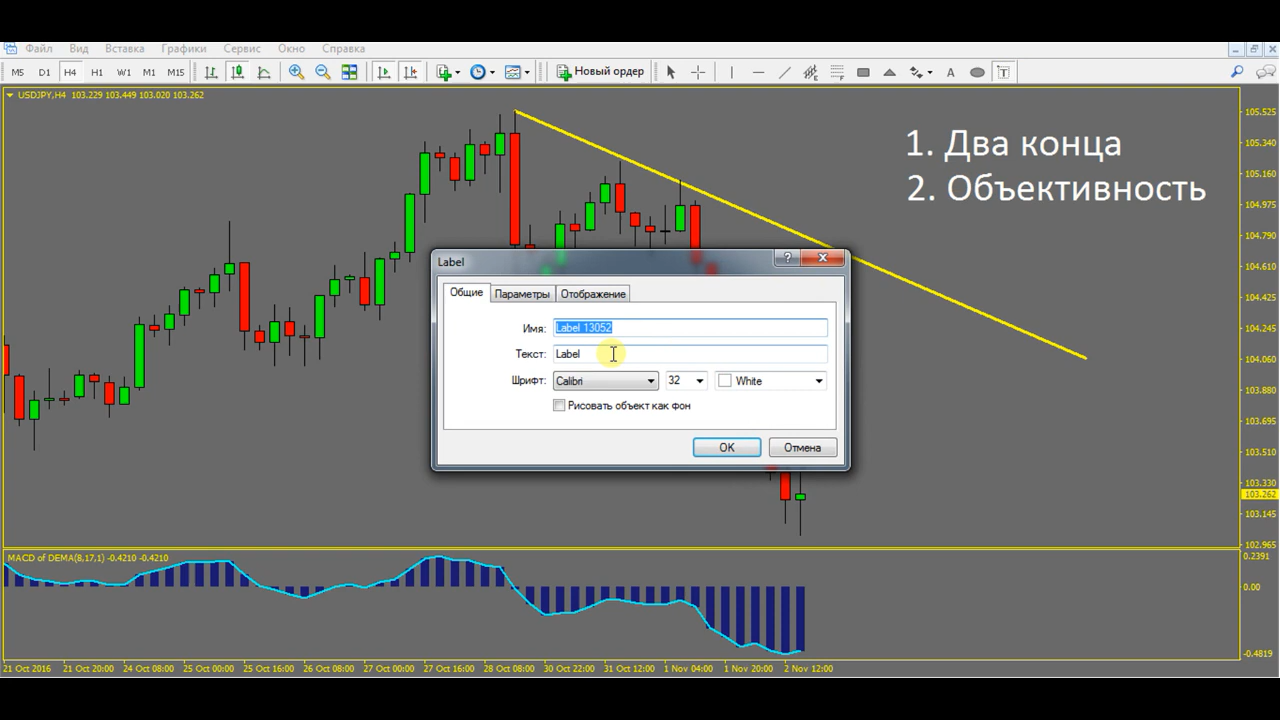 Файл Вид Вставка Графики Сервис Окно Справка
M5 D1 H4 H1 W1 M1 M15 Новый ордер A T
USDJPY,H4 103.229 103.449 103.020 103.262
1. Два конца
2. Объективность
105.525
105.340
105.160
104.975
104.790
104.610
104.425
104.245
104.060
103.880
103.695
103.510
103.330
103.262
103.145
102.965
Label
Общие Параметры Отображение
Имя: Label 13052
Текст: Label
Шрифт: Calibri 32 White
Рисовать объект как фон
OK Отмена
MACD of DEMA(8,17,1) -0.4210 -0.4210
0.2391
0.00
-0.4819
21 Oct 2016 21 Oct 20:00 24 Oct 08:00 25 Oct 00:00 25 Oct 16:00 26 Oct 08:00 27 Oct 00:00 27 Oct 16:00 28 Oct 08:00 30 Oct 22:00 31 Oct 12:00 1 Nov 04:00 1 Nov 20:00 2 Nov 12:00